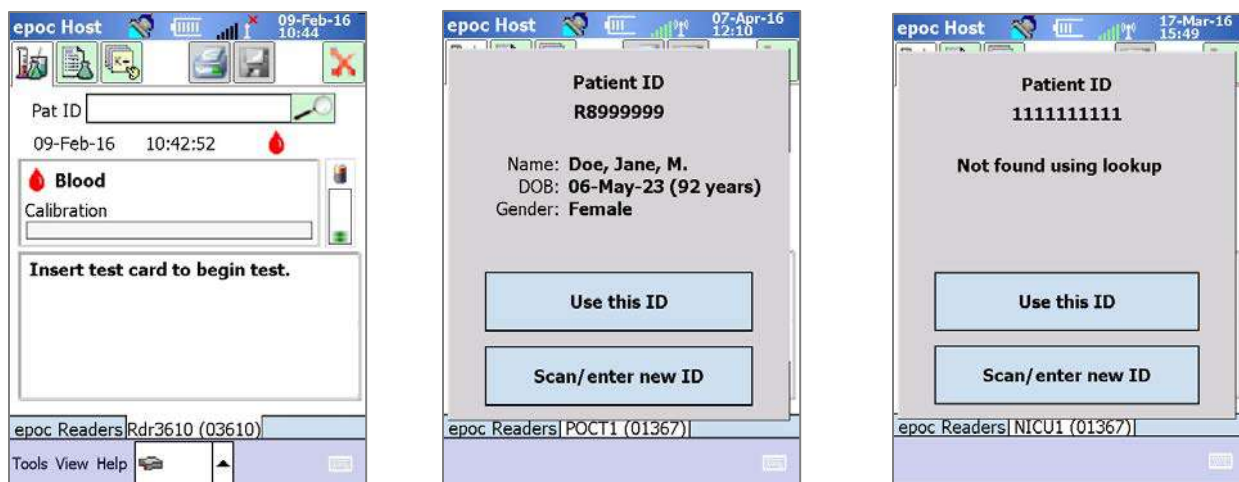 epoc Host
09-Feb-16
10:44
Pat ID
09-Feb-16 10:42:52
Blood
Calibration
Insert test card to begin test.
epoc Readers Rdr3610 (03610)
Tools View Help
epoc Host
07-Apr-16
12:10
Patient ID
R8999999
Name: Doe, Jane, M.
DOB: 06-May-23 (92 years)
Gender: Female
Use this ID
Scan/enter new ID
epoc Readers POCT1 (01367)
epoc Host
17-Mar-16
15:49
Patient ID
1111111111
Not found using lookup
Use this ID
Scan/enter new ID
epoc Readers NICU1 (01367)